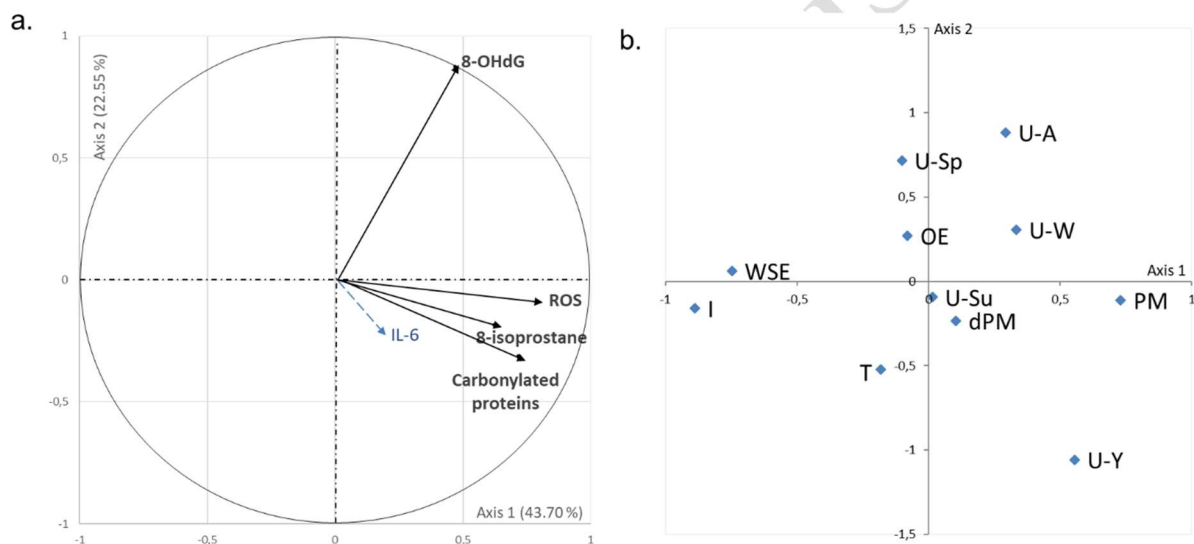 a.
1
0,5
0
-0,5
-1
Axis 2 (22.55 %)
8-OHdG
ROS
8-isoprostane
IL-6
Carbonylated
proteins
Axis 1 (43.70 %)
-1
-0,5
0
0,5
1
b.
Axis 2
1,5
1
0,5
0
-0,5
-1
-1,5
U-A
U-Sp
U-W
OE
WSE
Axis 1
-1
-0,5
0
0,5
1
I
U-Su
PM
dPM
T
U-Y